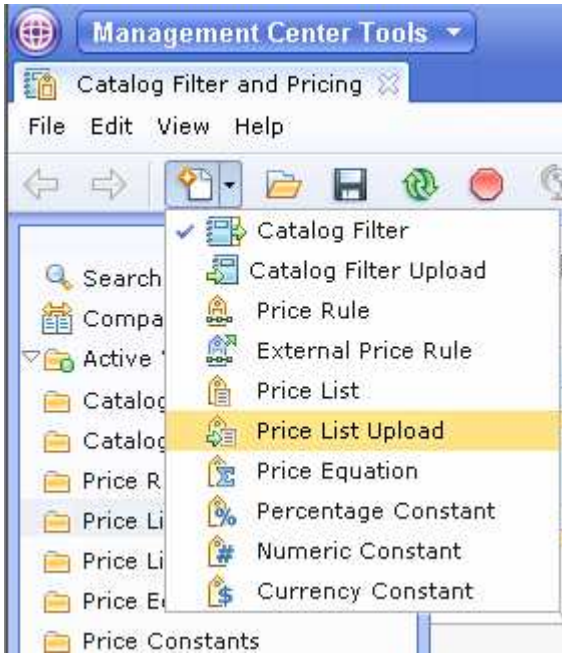 Management Center Tools
Catalog Filter and Pricing
File Edit View Help
Catalog Filter
Catalog Filter Upload
Price Rule
External Price Rule
Price List
Price List Upload
Price Equation
Percentage Constant
Numeric Constant
Currency Constant
Search
Compa
Active
Catalog
Catalog
Price R
Price Li
Price Li
Price E
Price Constants